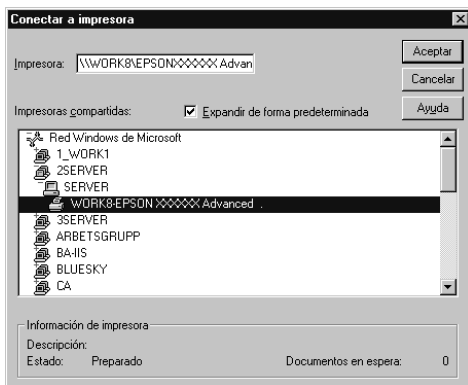 Conectar a impresora
Impresora: \\WORK8\EPSONXXXXXX Advan
Aceptar
Cancelar
Ayuda
Impresoras compartidas:
Expandir de forma predeterminada
Red Windows de Microsoft
1_WORK1
2SERVER
SERVER
WORK8-EPSON XXXXXX Advanced .
3SERVER
ARBETSGRUPP
BA-IIS
BLUESKY
CA
Información de impresora
Descripción:
Estado: Preparado Documentos en espera: 0